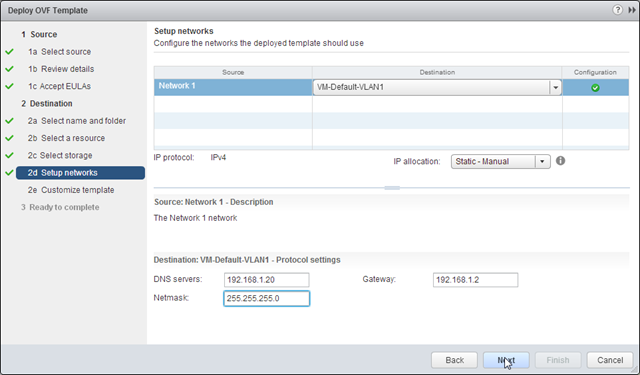 Deploy OVF Template
1 Source
1a Select source
1b Review details
1c Accept EULAs
2 Destination
2a Select name and folder
2b Select a resource
2c Select storage
2d Setup networks
2e Customize template
3 Ready to complete
Setup networks
Configure the networks the deployed template should use
Source Destination Configuration
Network 1 VM-Default-VLAN1
IP protocol: IPv4 IP allocation: Static - Manual
Source: Network 1 - Description
The Network 1 network
Destination: VM-Default-VLAN1 - Protocol settings
DNS servers: 192.168.1.20 Gateway: 192.168.1.2
Netmask: 255.255.255.0
Back Next Finish Cancel